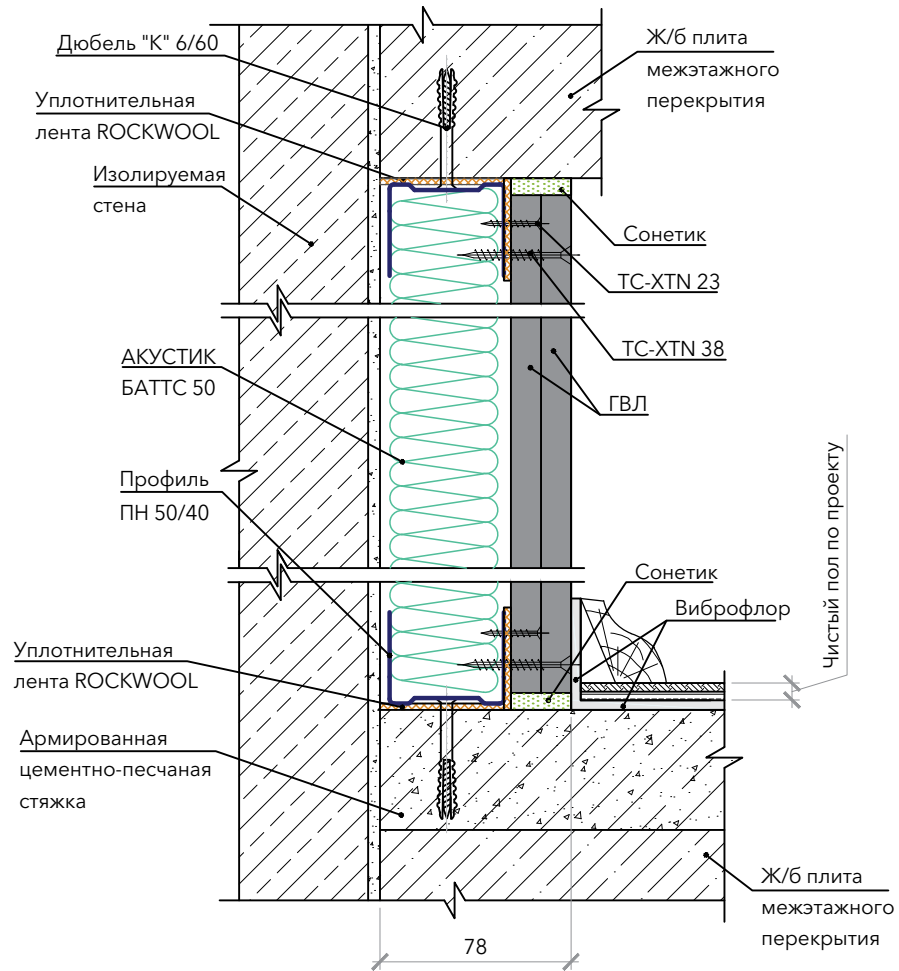 Дюбель "К" 6/60
Уплотнительная
лента ROCKWOOL
Изолируемая
стена
АКУСТИК
БАТТС 50
Профиль
ПН 50/40
Уплотнительная
лента ROCKWOOL
Армированная
цементно-песчаная
стяжка
Ж/б плита
межэтажного
перекрытия
Сонетик
ТС-XTN 23
ТС-XTN 38
ГВЛ
Сонетик
Виброфлор
Чистый пол по проекту
Ж/б плита
межэтажного
перекрытия
78